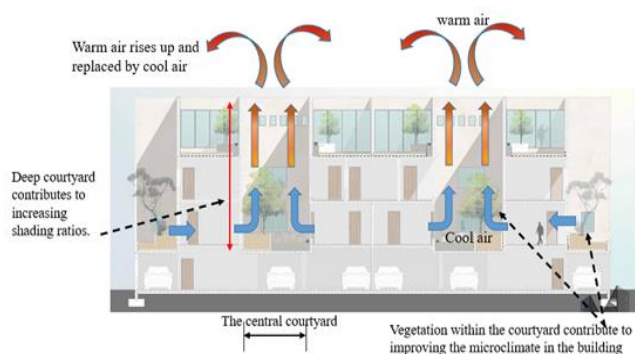 warm air
Warm air rises up and
replaced by cool air
Deep courtyard
contributes to
increasing
shading ratios.
Cool air
The central courtyard
Vegetation within the courtyard contribute to
improving the microclimate in the building